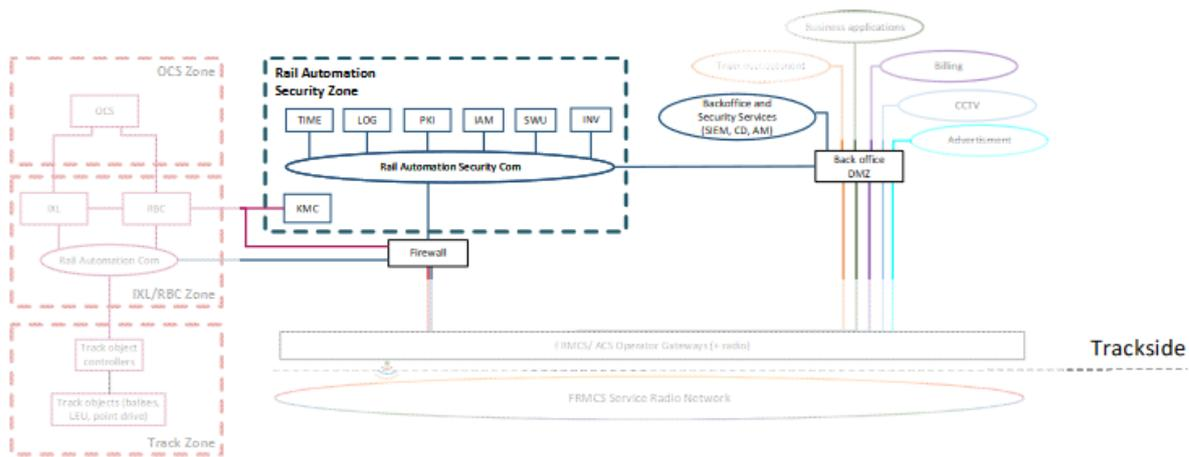 OCS Zone
OCS
IXL
RBC
Rail Automation Com
IXL/RBC Zone
Track object
controllers
Track objects (balises,
LEU, point drive)
Track Zone
Rail Automation
Security Zone
TIME
LOG
PKI
IAM
SWU
INV
Rail Automation Security Com
KMC
Firewall
Business applications
Billing
CCTV
Advertisment
Backoffice and
Security Services
(SIEM, CD, AM)
Back office
DMZ
FRMCS/ ACS Operator Gateways (+ radio)
Trackside
FRMCS Service Radio Network